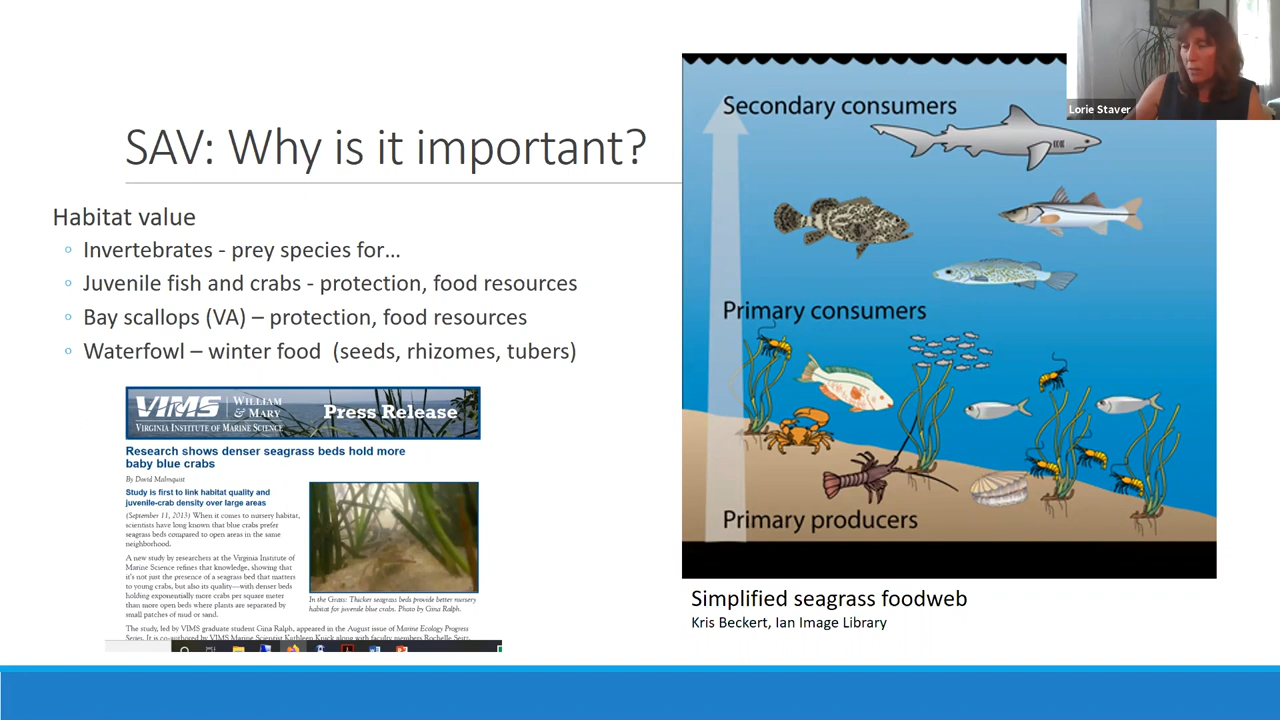 SAV: Why is it important?
Habitat value
Invertebrates - prey species for…
Juvenile fish and crabs - protection, food resources
Bay scallops (VA) – protection, food resources
Waterfowl – winter food (seeds, rhizomes, tubers)
VIMS
WILLIAM
& MARY
VIRGINIA INSTITUTE OF MARINE SCIENCE
Press Release
Research shows denser seagrass beds hold more
baby blue crabs
By David Malmquist
Study is first to link habitat quality and
juvenile-crab density over large areas
(September 11, 2013) When it comes to nursery habitat,
scientists have long known that blue crabs prefer
seagrass beds compared to open areas in the same
neighborhood.
A new study by researchers at the Virginia Institute of
Marine Science refines that knowledge, showing that
it's not just the presence of a seagrass bed that matters
to young crabs, but also its quality—with denser beds
holding exponentially more crabs per square meter
than more open beds where plants are separated by
small patches of mud or sand.
In the Grass: Thicker seagrass beds provide better nursery
habitat for juvenile blue crabs. Photo by Gina Ralph.
The study, led by VIMS graduate student Gina Ralph, appeared in the August issue of Marine Ecology Progress
Series. It is co-authored by VIMS Marine Scientist Kathleen Knick along with faculty members Rochelle Seitz,
Secondary consumers
Primary consumers
Primary producers
Simplified seagrass foodweb
Kris Beckert, Ian Image Library
Lorie Staver